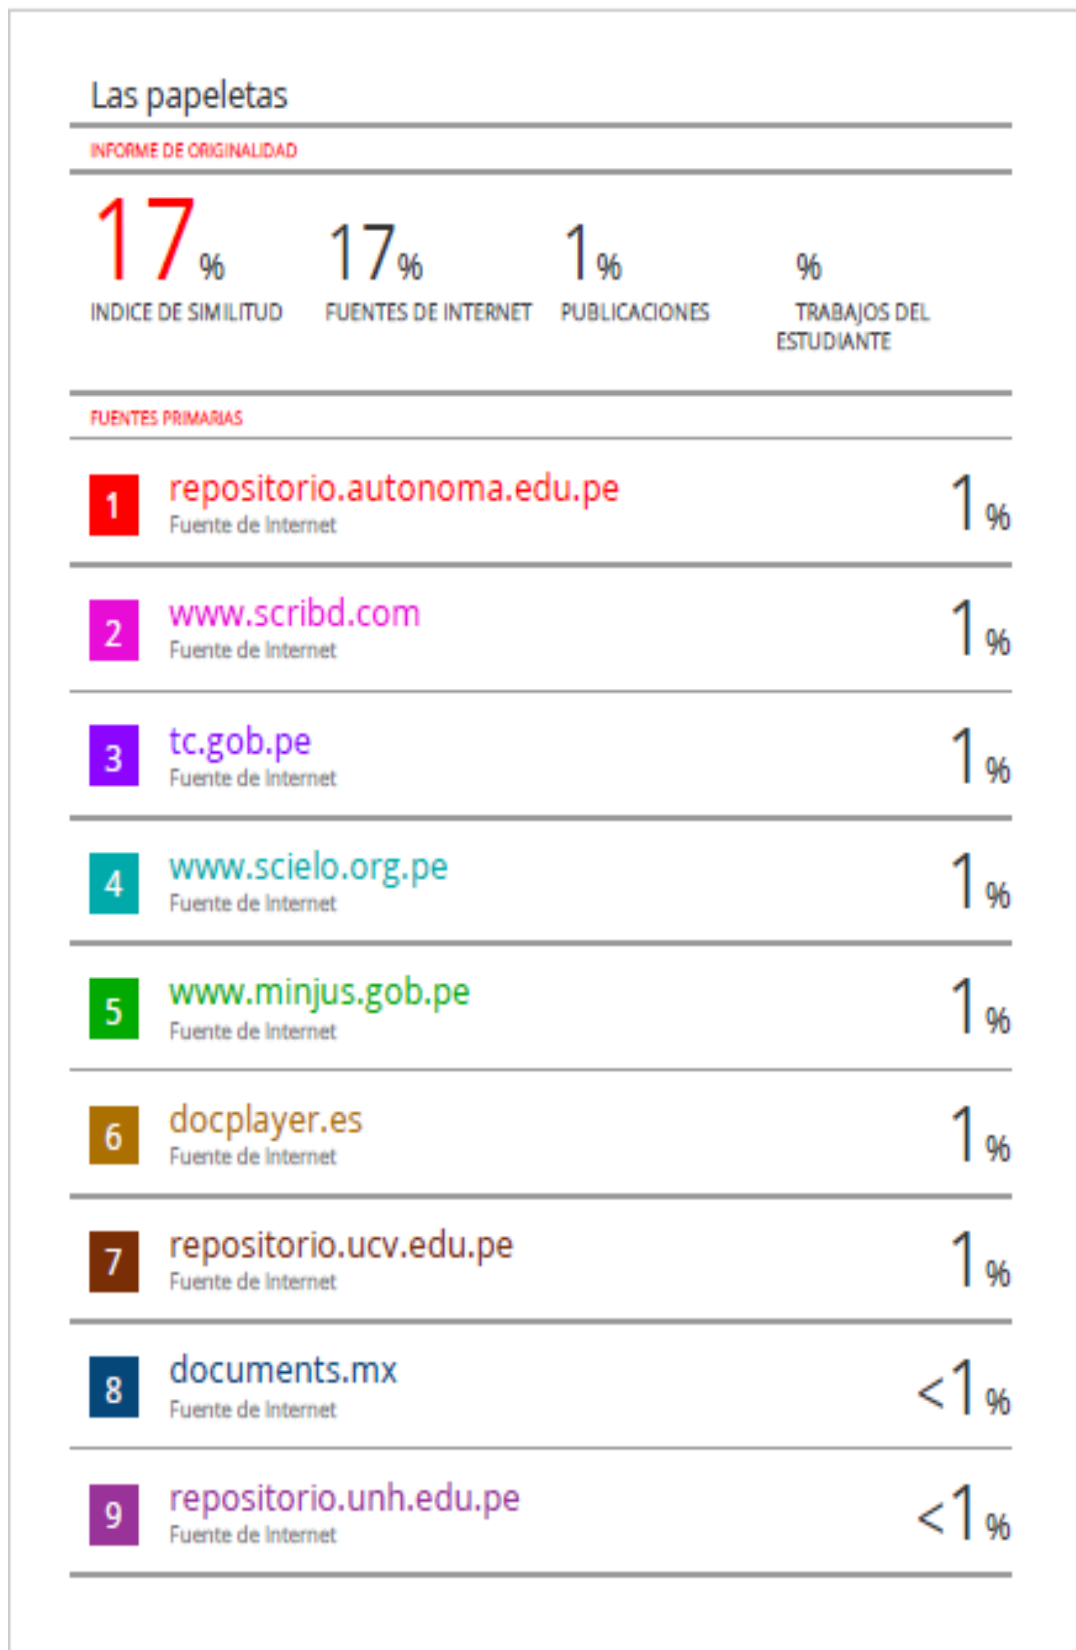 Las papeletas
INFORME DE ORIGINALIDAD
17% 17% 1% %
INDICE DE SIMILITUD FUENTES DE INTERNET PUBLICACIONES TRABAJOS DEL
ESTUDIANTE
FUENTES PRIMARIAS
1 repositorio.autonoma.edu.pe 1%
Fuente de Internet
2 www.scribd.com 1%
Fuente de Internet
3 tc.gob.pe 1%
Fuente de Internet
4 www.scielo.org.pe 1%
Fuente de Internet
5 www.minjus.gob.pe 1%
Fuente de Internet
6 docplayer.es 1%
Fuente de Internet
7 repositorio.ucv.edu.pe 1%
Fuente de Internet
8 documents.mx <1%
Fuente de Internet
9 repositorio.unh.edu.pe <1%
Fuente de Internet